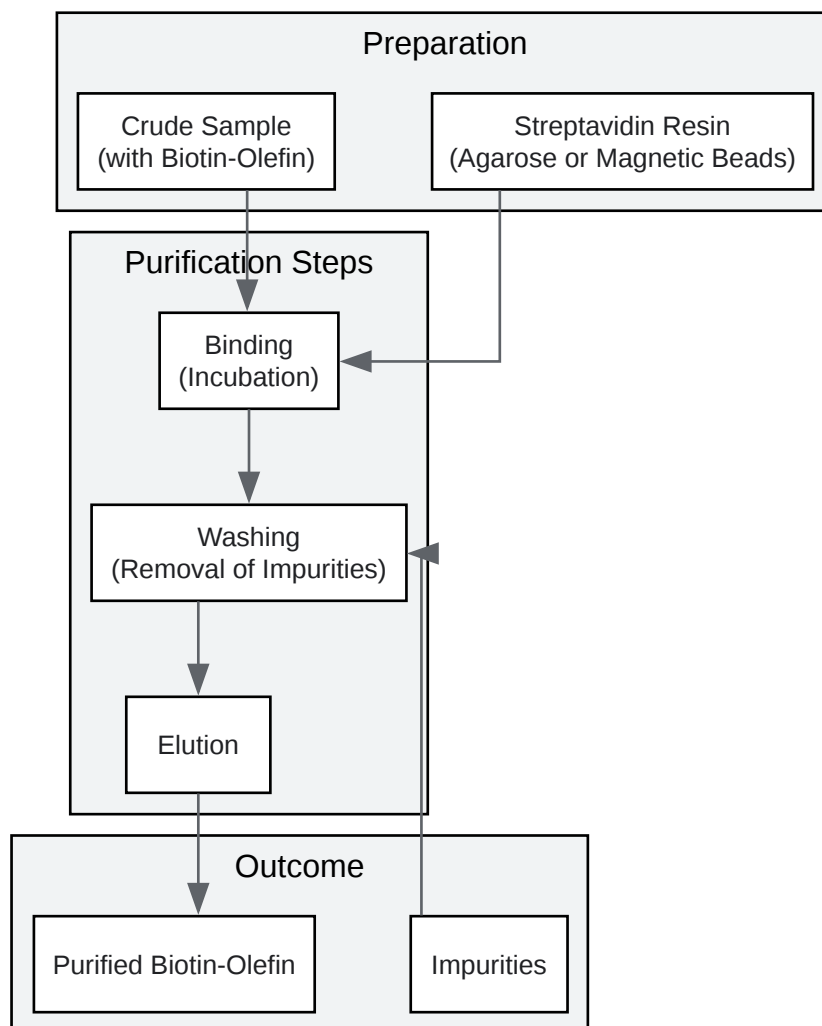 Preparation
Crude Sample
(with Biotin-Olefin)
Streptavidin Resin
(Agarose or Magnetic Beads)
Purification Steps
Binding
(Incubation)
Washing
(Removal of Impurities)
Elution
Outcome
Purified Biotin-Olefin
Impurities